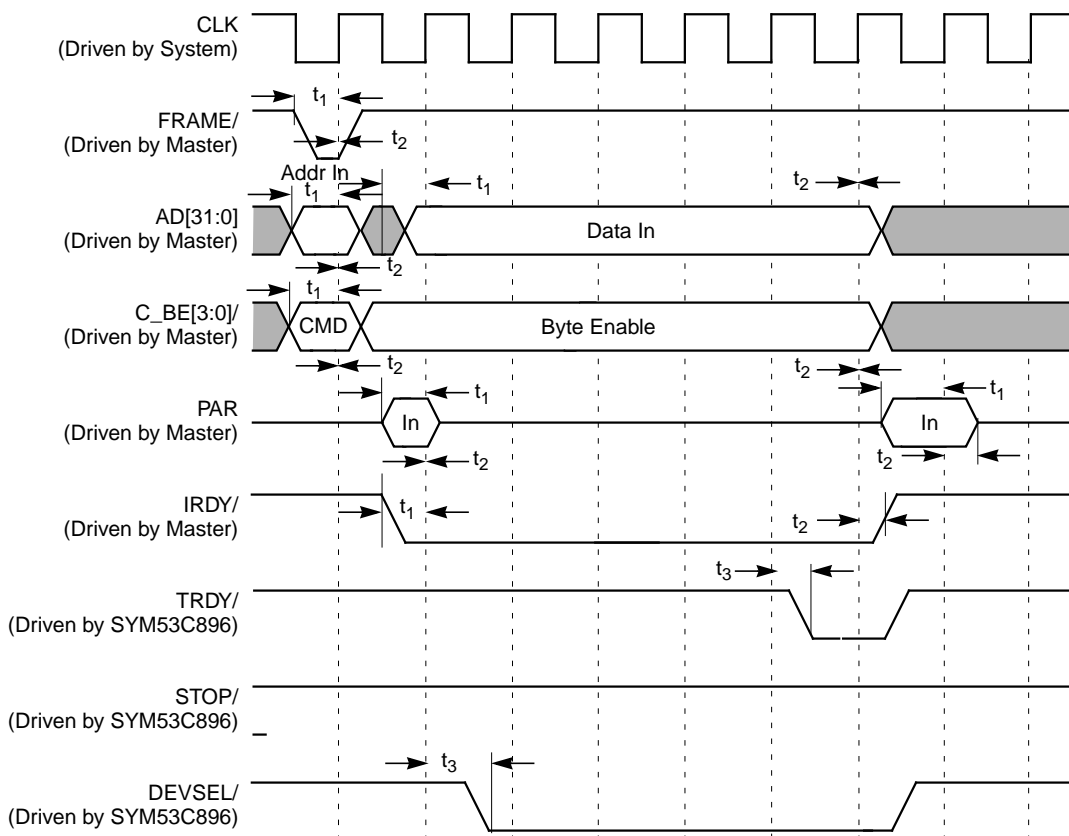 CLK
(Driven by System)
t1
FRAME/
(Driven by Master)
t2
Addr In
t1
t1
t2
AD[31:0]
(Driven by Master)
Data In
t2
t1
C_BE[3:0]/
(Driven by Master)
CMD
Byte Enable
t2
t2
t1
t1
PAR
(Driven by Master)
In
In
t2
t2
IRDY/
(Driven by Master)
t1
t2
t3
TRDY/
(Driven by SYM53C896)
STOP/
(Driven by SYM53C896)
t3
DEVSEL/
(Driven by SYM53C896)